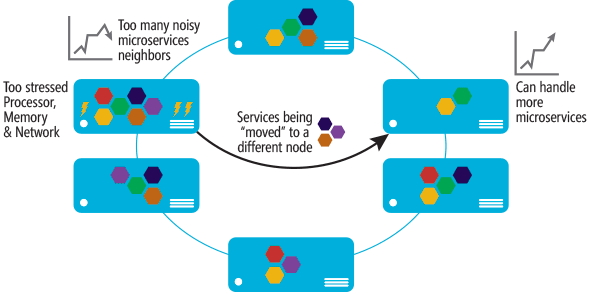 Too many noisy
microservices
neighbors
Too stressed
Processor,
Memory
& Network
Services being
“moved” to a
different node
Can handle
more
microservices